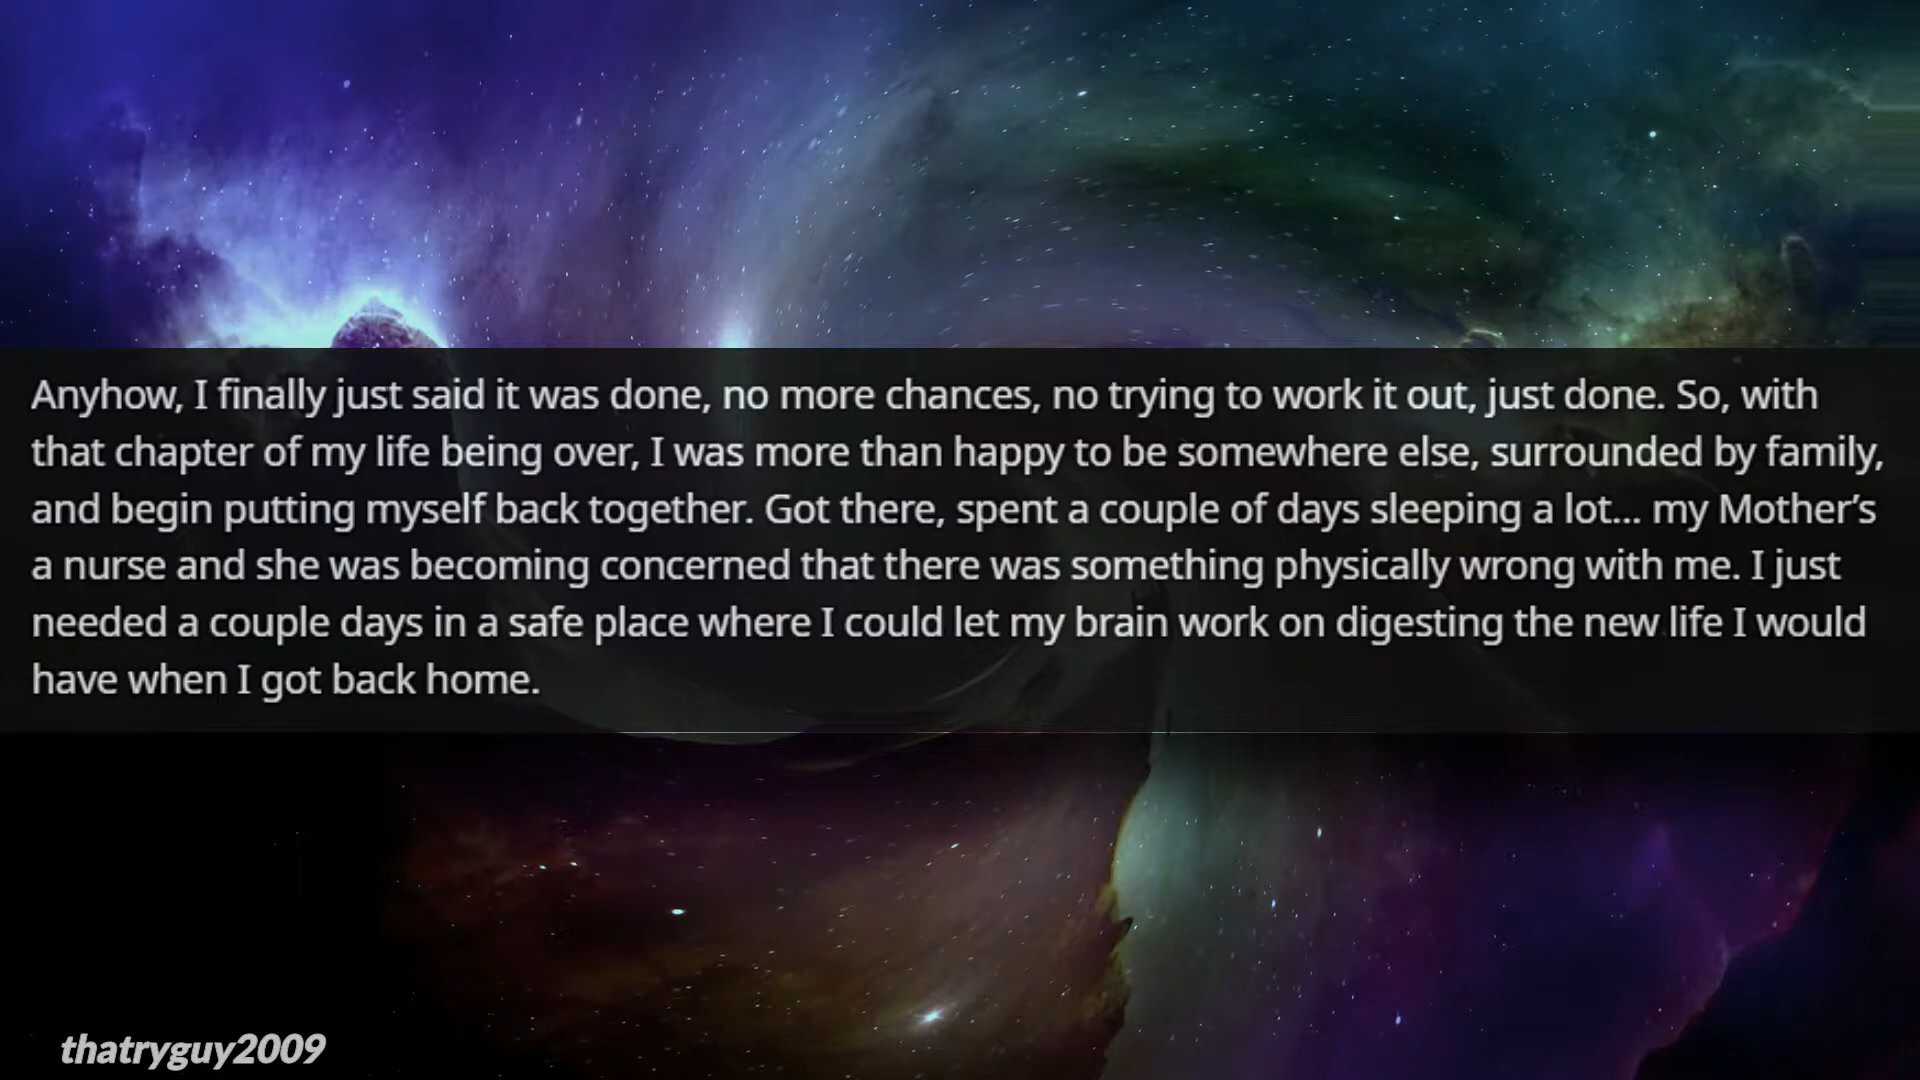 Anyhow, I finally just said it was done, no more chances, no trying to work it out, just done. So, with
that chapter of my life being over, I was more than happy to be somewhere else, surrounded by family,
and begin putting myself back together. Got there, spent a couple of days sleeping a lot... my Mother’s
a nurse and she was becoming concerned that there was something physically wrong with me. I just
needed a couple days in a safe place where I could let my brain work on digesting the new life I would
have when I got back home.
thatryguy2009